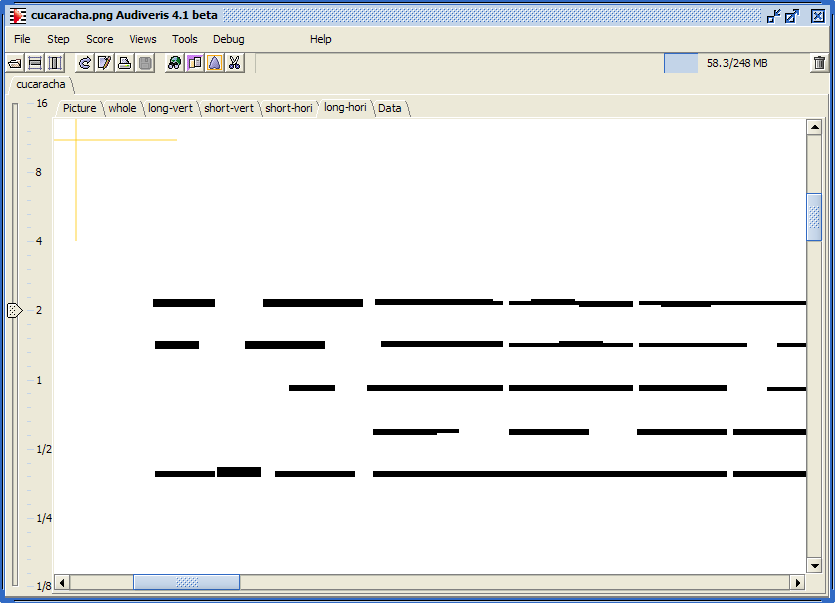 cucaracha.png Audiveris 4.1 beta
File Step Score Views Tools Debug Help
58.3/248 MB
cucaracha
Picture whole long-vert short-vert short-hori long-hori Data
16
8
4
2
1
1/2
1/4
1/8